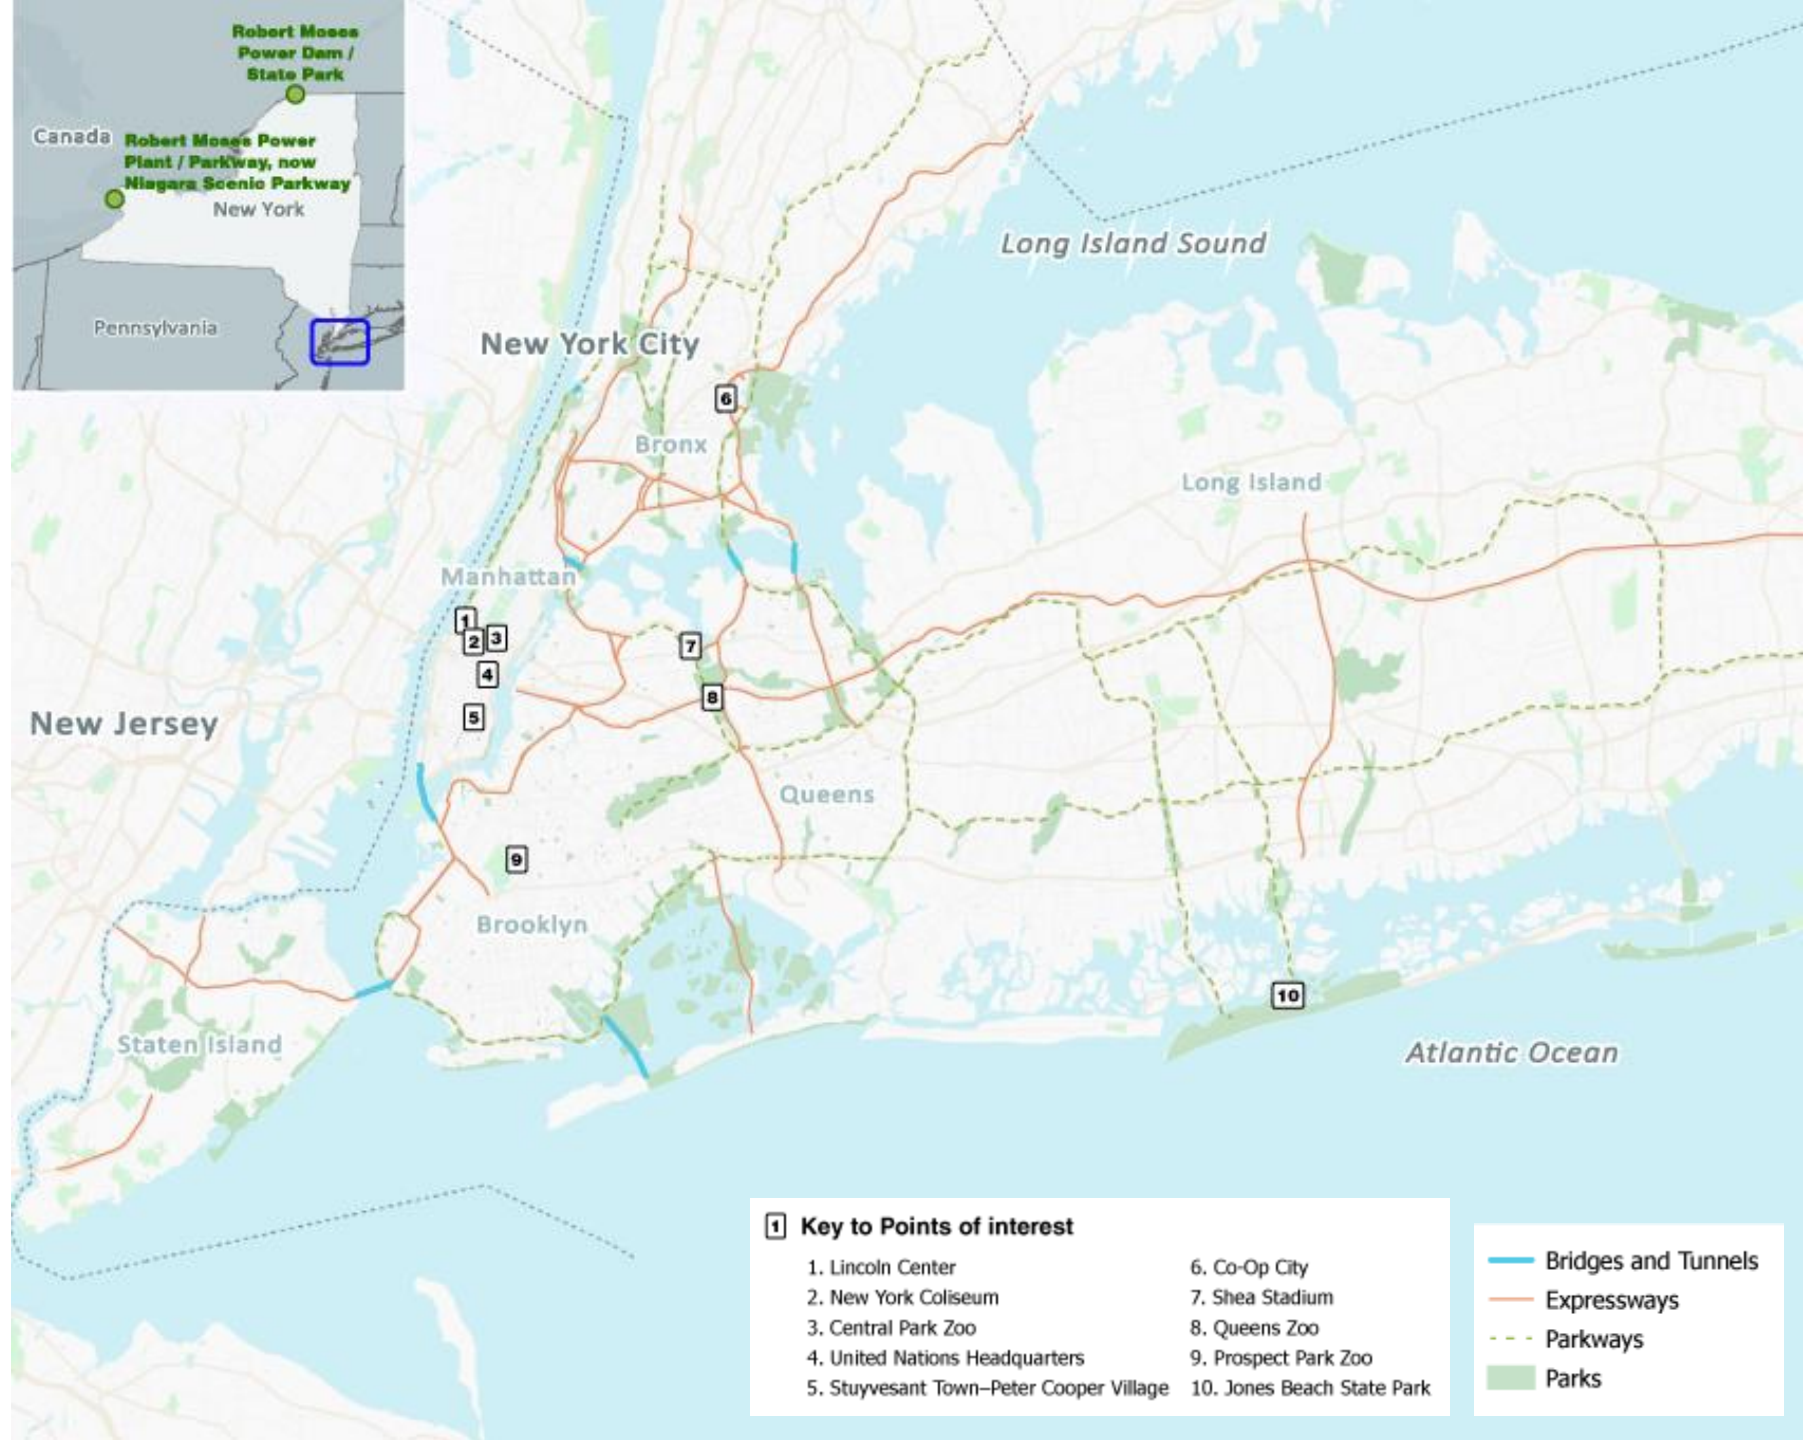 Robert Moses
Power Dam /
State Park
Canada
Robert Moses Power
Plant / Parkway, now
Niagara Scenic Parkway
New York
Pennsylvania
Long Island Sound
New York City
6
Bronx
Long Island
Manhattan
1
2
3
7
4
8
5
New Jersey
Queens
9
Brooklyn
10
Staten Island
Atlantic Ocean
1 Key to Points of interest
1. Lincoln Center
2. New York Coliseum
3. Central Park Zoo
4. United Nations Headquarters
5. Stuyvesant Town–Peter Cooper Village
6. Co-Op City
7. Shea Stadium
8. Queens Zoo
9. Prospect Park Zoo
10. Jones Beach State Park
Bridges and Tunnels
Expressways
Parkways
Parks